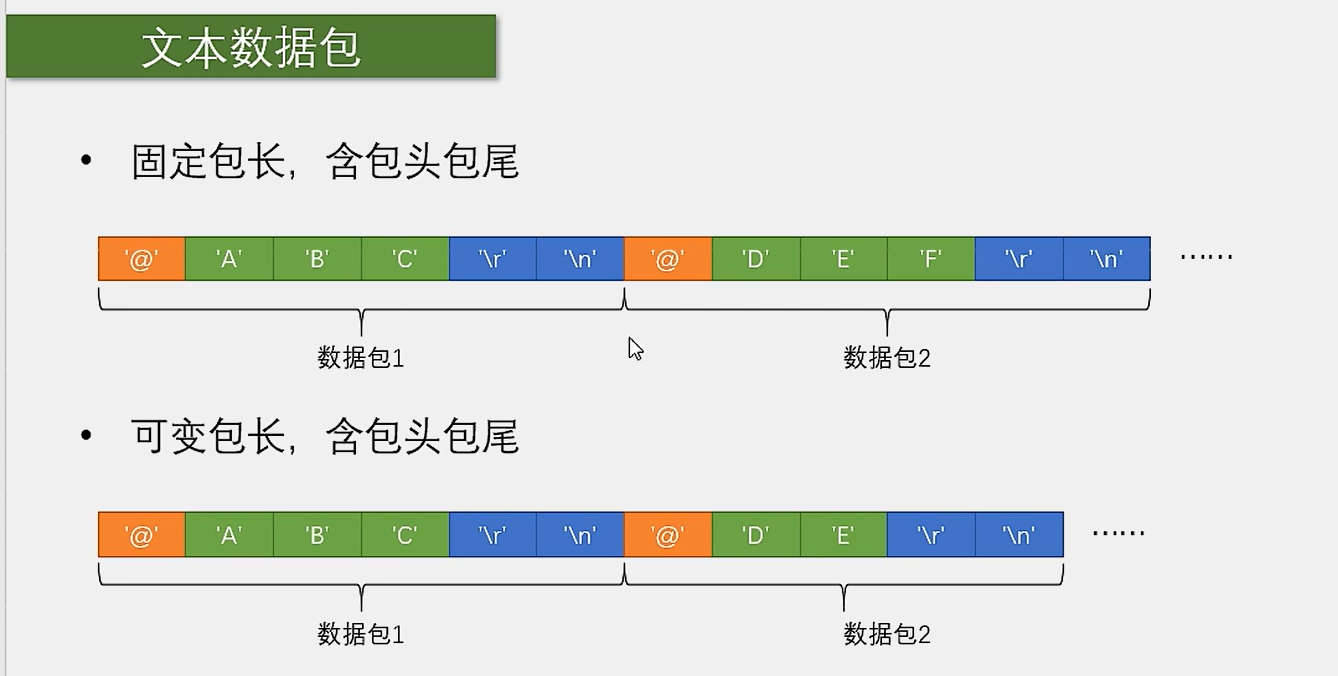 文本数据包
• 固定包长，含包头包尾
'@' 'A' 'B' 'C' '\r' '\n' '@' 'D' 'E' 'F' '\r' '\n' ……
数据包1 数据包2
• 可变包长，含包头包尾
'@' 'A' 'B' 'C' '\r' '\n' '@' 'D' 'E' '\r' '\n' ……
数据包1 数据包2